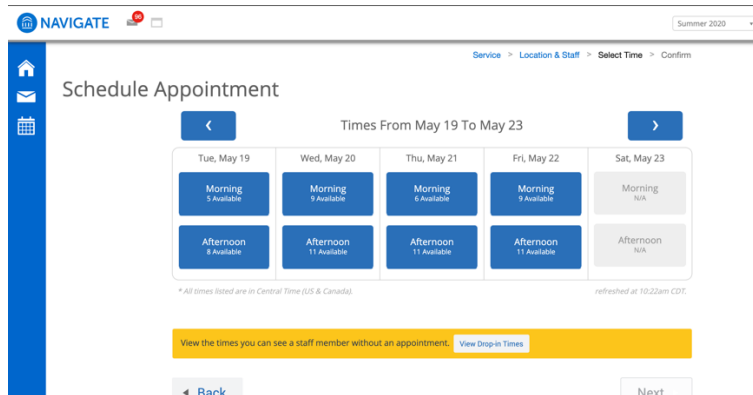 NAVIGATE
96
Summer 2020
Service > Location & Staff > Select Time > Confirm
Schedule Appointment
Times From May 19 To May 23
Tue, May 19 Wed, May 20 Thu, May 21 Fri, May 22 Sat, May 23
Morning Morning Morning Morning Morning
5 Available 9 Available 6 Available 9 Available N/A
Afternoon Afternoon Afternoon Afternoon Afternoon
8 Available 11 Available 11 Available 11 Available N/A
* All times listed are in Central Time (US & Canada). refreshed at 10:22am CDT.
View the times you can see a staff member without an appointment. View Drop-in Times
Back Next